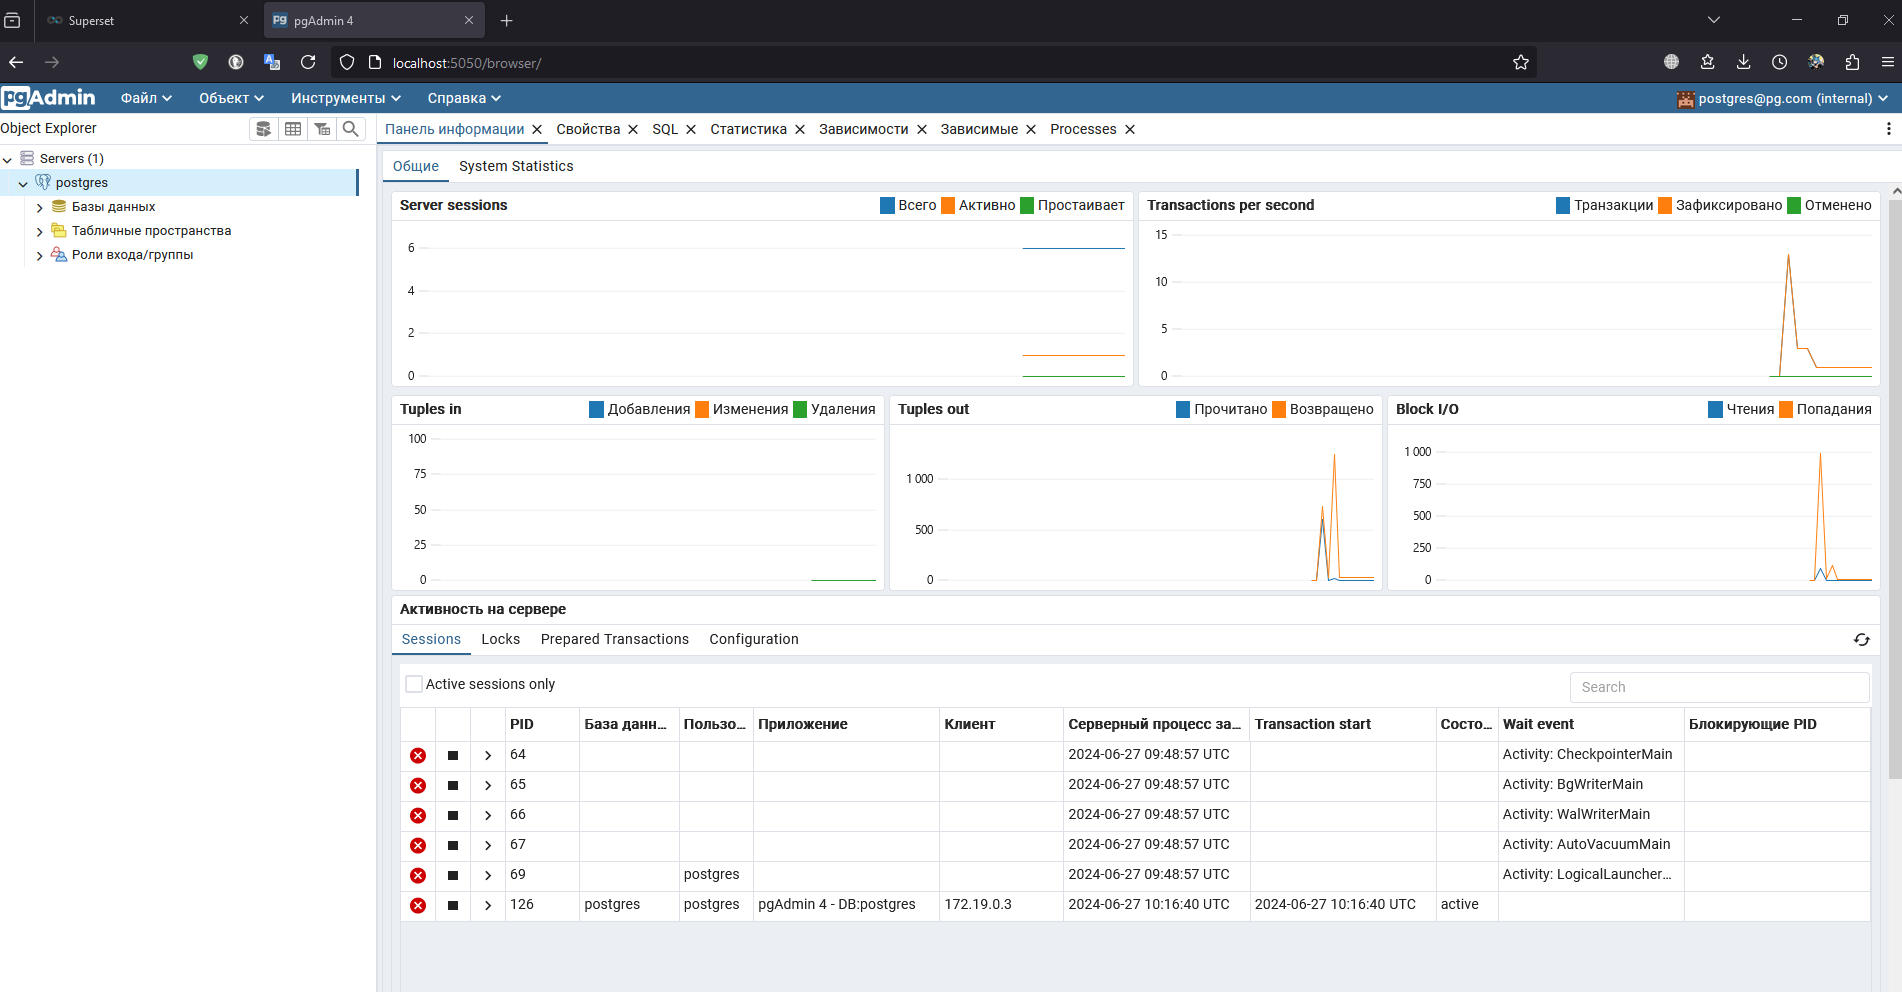 Superset
pgAdmin 4
localhost:5050/browser/
pgAdmin Файл Объект Инструменты Справка postgres@pg.com (internal)
Object Explorer
Servers (1)
postgres
Базы данных
Табличные пространства
Роли входа/группы
Панель информации Свойства SQL Статистика Зависимости Зависимые Processes
Общие System Statistics
Server sessions Всего Активно Простаивает
6
4
2
0
Transactions per second Транзакции Зафиксировано Отменено
15
10
5
0
Tuples in Добавления Изменения Удаления
100
75
50
25
0
Tuples out Прочитано Возвращено
1 000
500
0
Block I/O Чтения Попадания
1 000
750
500
250
0
Активность на сервере
Sessions Locks Prepared Transactions Configuration
Active sessions only Search
PID База данн... Пользо... Приложение Клиент Серверный процесс за... Transaction start Состо... Wait event Блокирующие PID
64 2024-06-27 09:48:57 UTC Activity: CheckpointerMain
65 2024-06-27 09:48:57 UTC Activity: BgWriterMain
66 2024-06-27 09:48:57 UTC Activity: WalWriterMain
67 2024-06-27 09:48:57 UTC Activity: AutoVacuumMain
69 postgres 2024-06-27 09:48:57 UTC Activity: LogicalLauncher...
126 postgres postgres pgAdmin 4 - DB:postgres 172.19.0.3 2024-06-27 10:16:40 UTC 2024-06-27 10:16:40 UTC active